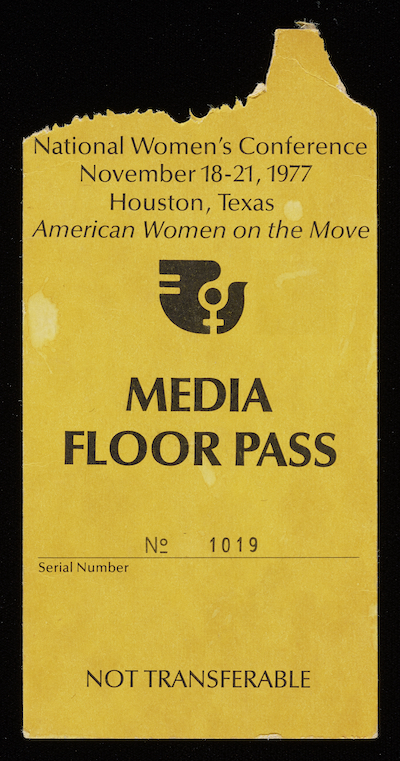 National Women's Conference
November 18-21, 1977
Houston, Texas
American Women on the Move
MEDIA
FLOOR PASS
Nº 1019
Serial Number
NOT TRANSFERABLE